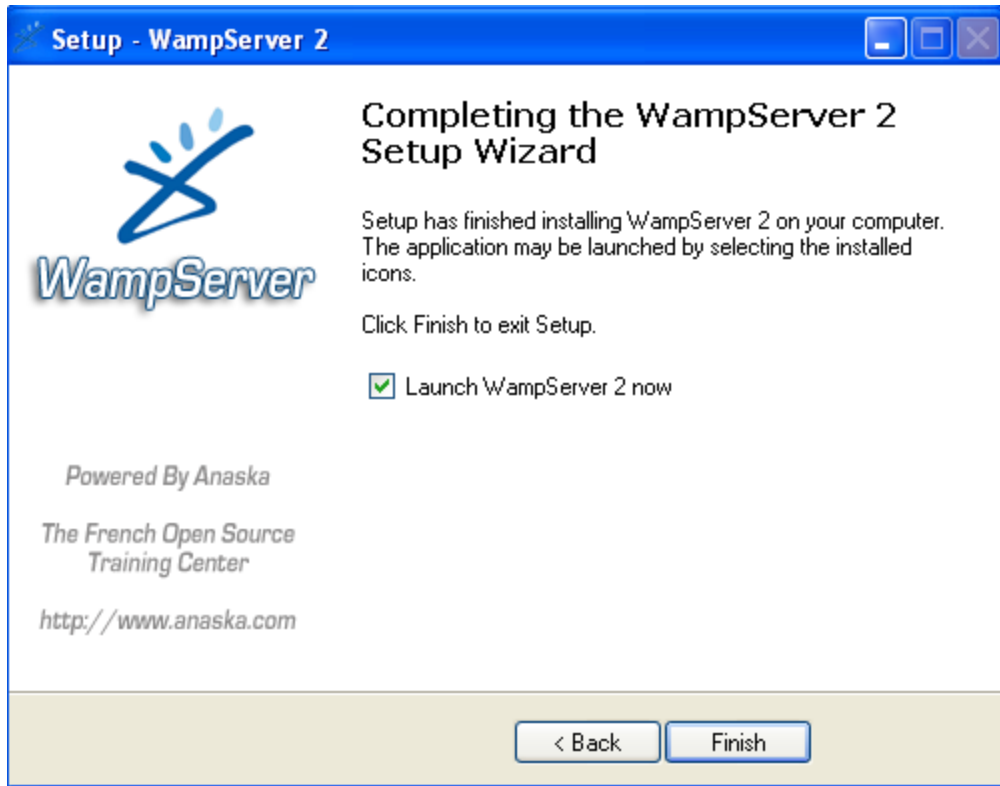 Setup - WampServer 2
WampServer
Completing the WampServer 2
Setup Wizard
Setup has finished installing WampServer 2 on your computer.
The application may be launched by selecting the installed
icons.
Click Finish to exit Setup.
Launch WampServer 2 now
Powered By Anaska
The French Open Source
Training Center
http://www.anaska.com
< Back
Finish